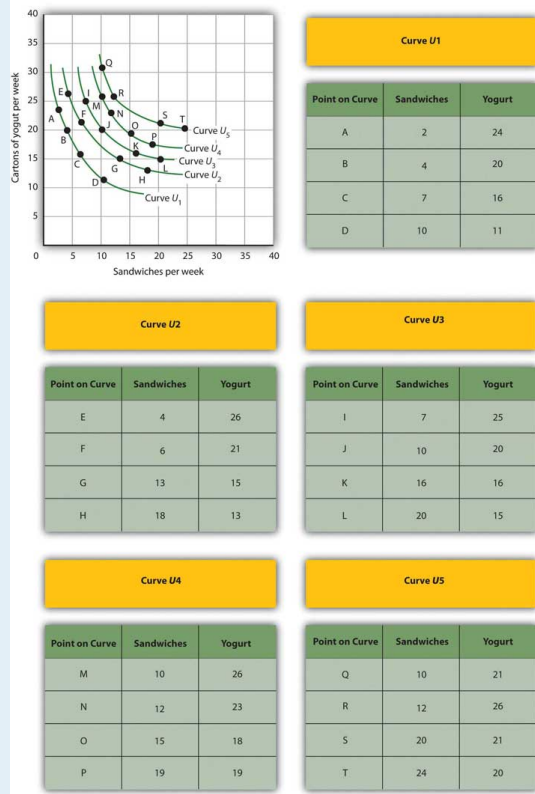 40
35
30
25
20
15
10
5
0 5 10 15 20 25 30 35 40
Cartons of yogut per week
Sandwiches per week
Q
E I R
A M N S T
F J O
B K P
C G L
D H
Curve U5
Curve U4
Curve U3
Curve U2
Curve U1
Curve U1
Point on Curve Sandwiches Yogurt
A 2 24
B 4 20
C 7 16
D 10 11
Curve U2
Point on Curve Sandwiches Yogurt
E 4 26
F 6 21
G 13 15
H 18 13
Curve U3
Point on Curve Sandwiches Yogurt
I 7 25
J 10 20
K 16 16
L 20 15
Curve U4
Point on Curve Sandwiches Yogurt
M 10 26
N 12 23
O 15 18
P 19 19
Curve U5
Point on Curve Sandwiches Yogurt
Q 10 21
R 12 26
S 20 21
T 24 20